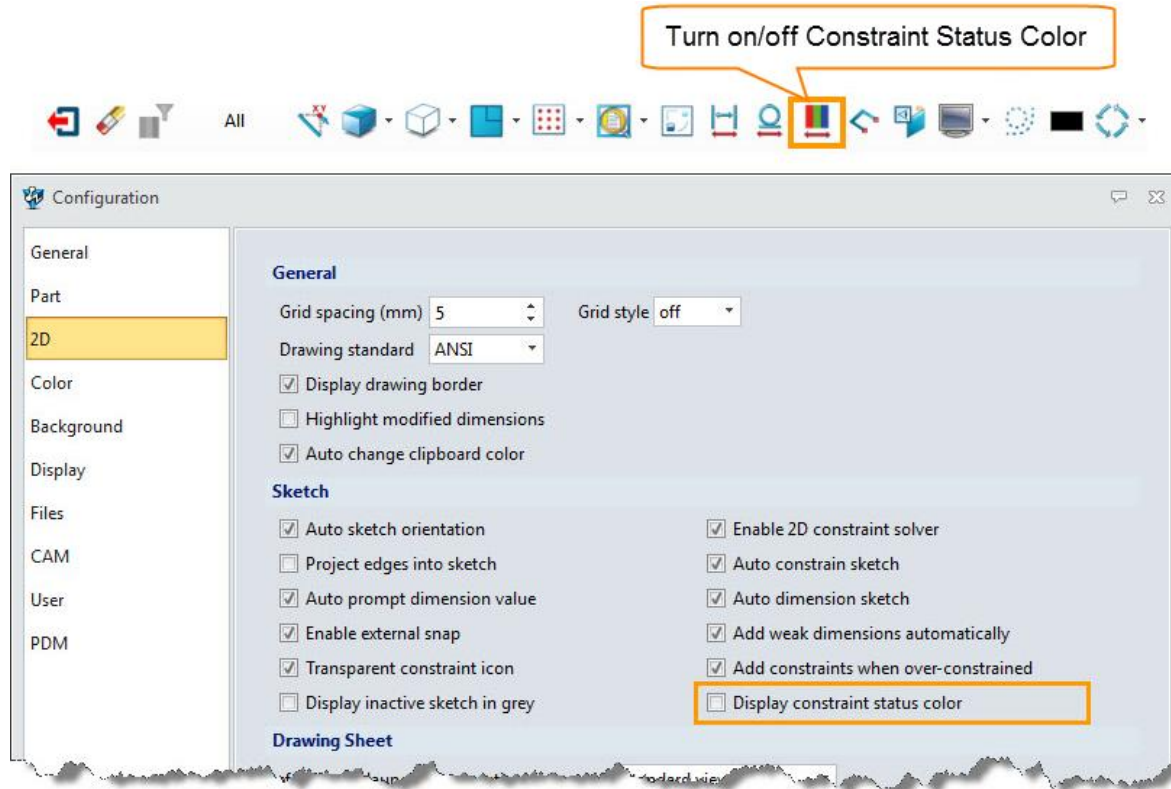 Turn on/off Constraint Status Color
XY
All
Configuration
General
Part
2D
Color
Background
Display
Files
CAM
User
PDM
General
Grid spacing (mm) 5 Grid style off
Drawing standard ANSI
Display drawing border
Highlight modified dimensions
Auto change clipboard color
Sketch
Auto sketch orientation Enable 2D constraint solver
Project edges into sketch Auto constrain sketch
Auto prompt dimension value Auto dimension sketch
Enable external snap Add weak dimensions automatically
Transparent constraint icon Add constraints when over-constrained
Display inactive sketch in grey Display constraint status color
Drawing Sheet